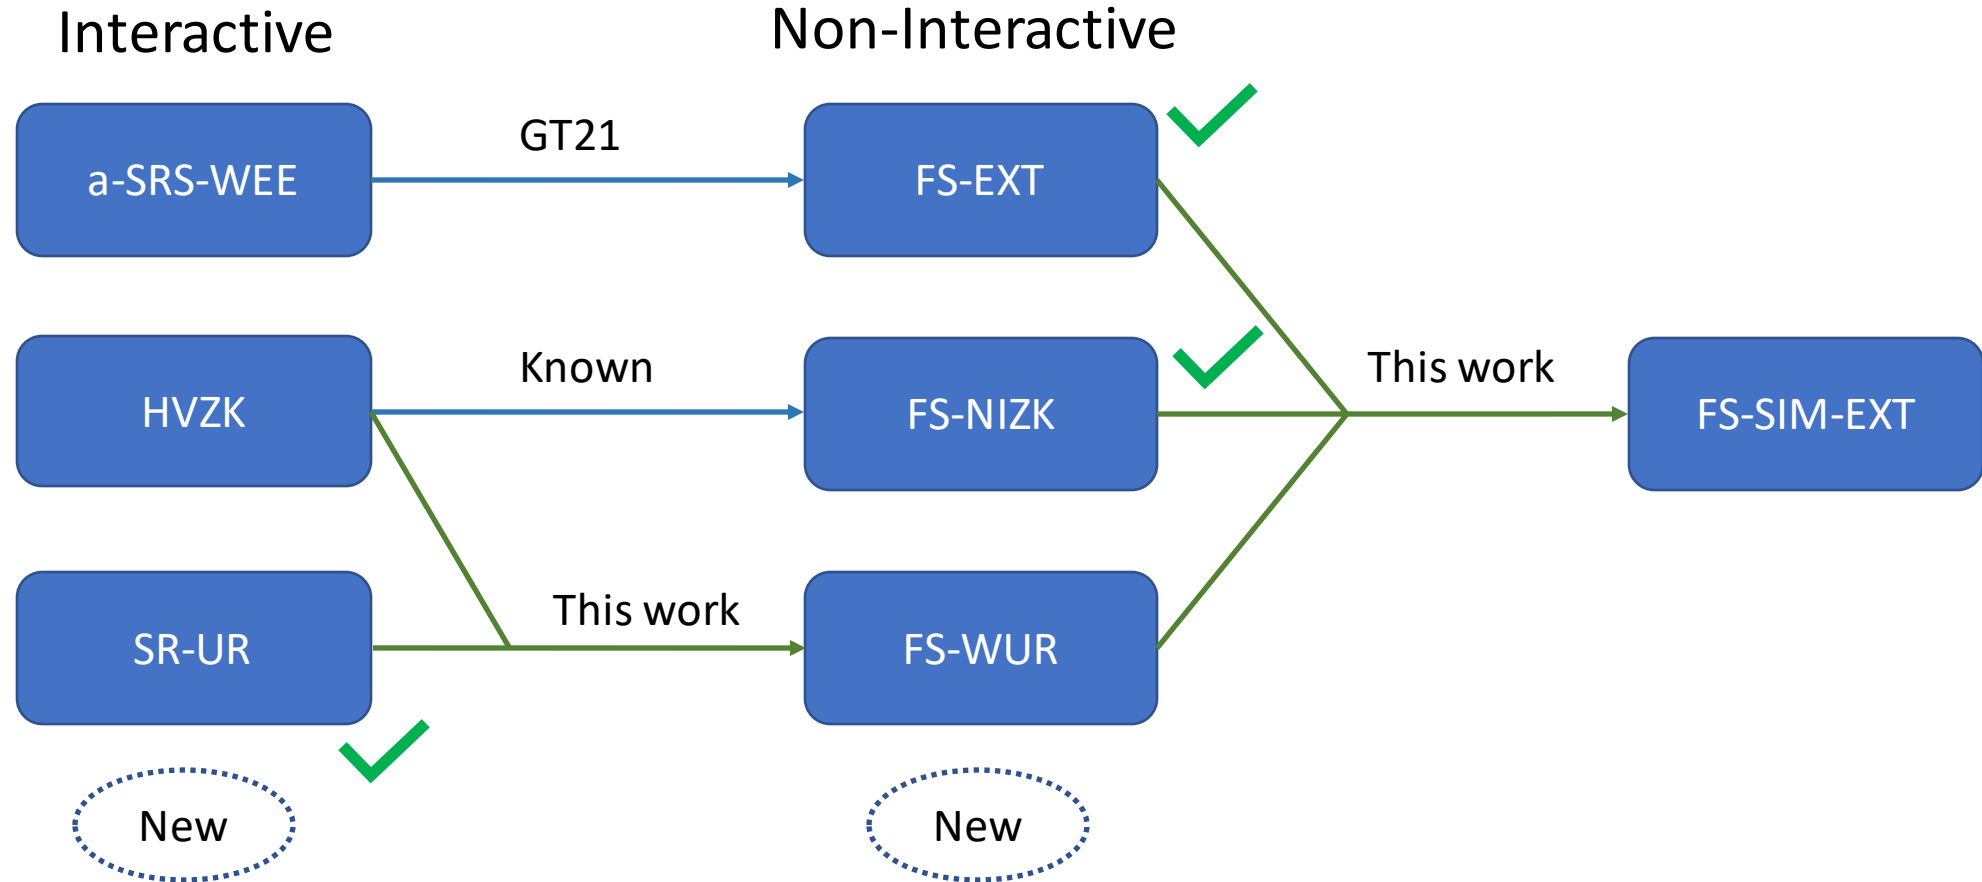 Interactive
Non-Interactive
a-SRS-WEE
GT21
FS-EXT
HVZK
Known
FS-NIZK
This work
FS-SIM-EXT
SR-UR
This work
FS-WUR
New
New